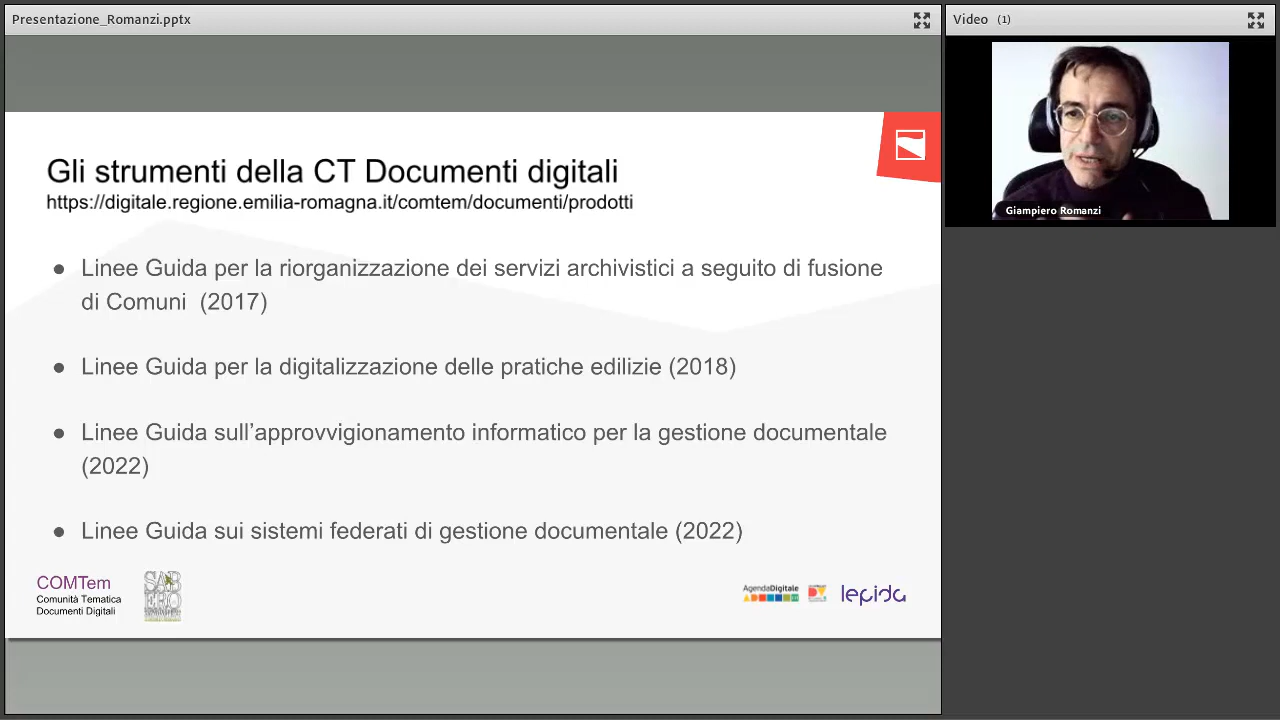 Presentazione_Romanzi.pptx
Video (1)
Giampiero Romanzi
Gli strumenti della CT Documenti digitali
https://digitale.regione.emilia-romagna.it/comtem/documenti/prodotti
● Linee Guida per la riorganizzazione dei servizi archivistici a seguito di fusione
di Comuni (2017)
● Linee Guida per la digitalizzazione delle pratiche edilizie (2018)
● Linee Guida sull’approvvigionamento informatico per la gestione documentale
(2022)
● Linee Guida sui sistemi federati di gestione documentale (2022)
COMTem
Comunità Tematica
Documenti Digitali
SAB
ERO
AgendaDigitale
lepida